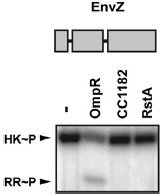 EnvZ
-
OmpR
CC1182
RstA
HK~P
RR~P